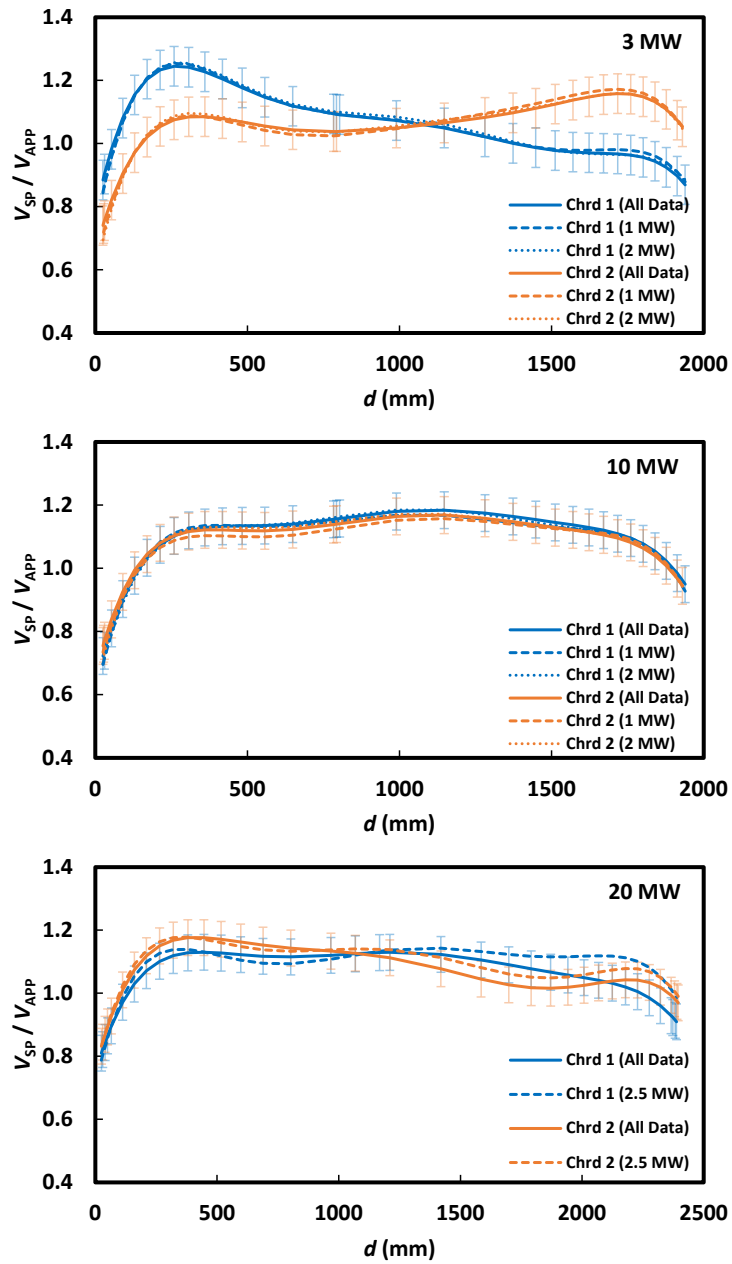 3 MW
1.4
1.2
1.0
0.8
0.6
0.4
V_SP / V_APP
Chrd 1 (All Data)
Chrd 1 (1 MW)
Chrd 1 (2 MW)
Chrd 2 (All Data)
Chrd 2 (1 MW)
Chrd 2 (2 MW)
0 500 1000 1500 2000
d (mm)
10 MW
1.4
1.2
1.0
0.8
0.6
0.4
V_SP / V_APP
Chrd 1 (All Data)
Chrd 1 (1 MW)
Chrd 1 (2 MW)
Chrd 2 (All Data)
Chrd 2 (1 MW)
Chrd 2 (2 MW)
0 500 1000 1500 2000
d (mm)
20 MW
1.4
1.2
1.0
0.8
0.6
0.4
V_SP / V_APP
Chrd 1 (All Data)
Chrd 1 (2.5 MW)
Chrd 2 (All Data)
Chrd 2 (2.5 MW)
0 500 1000 1500 2000 2500
d (mm)